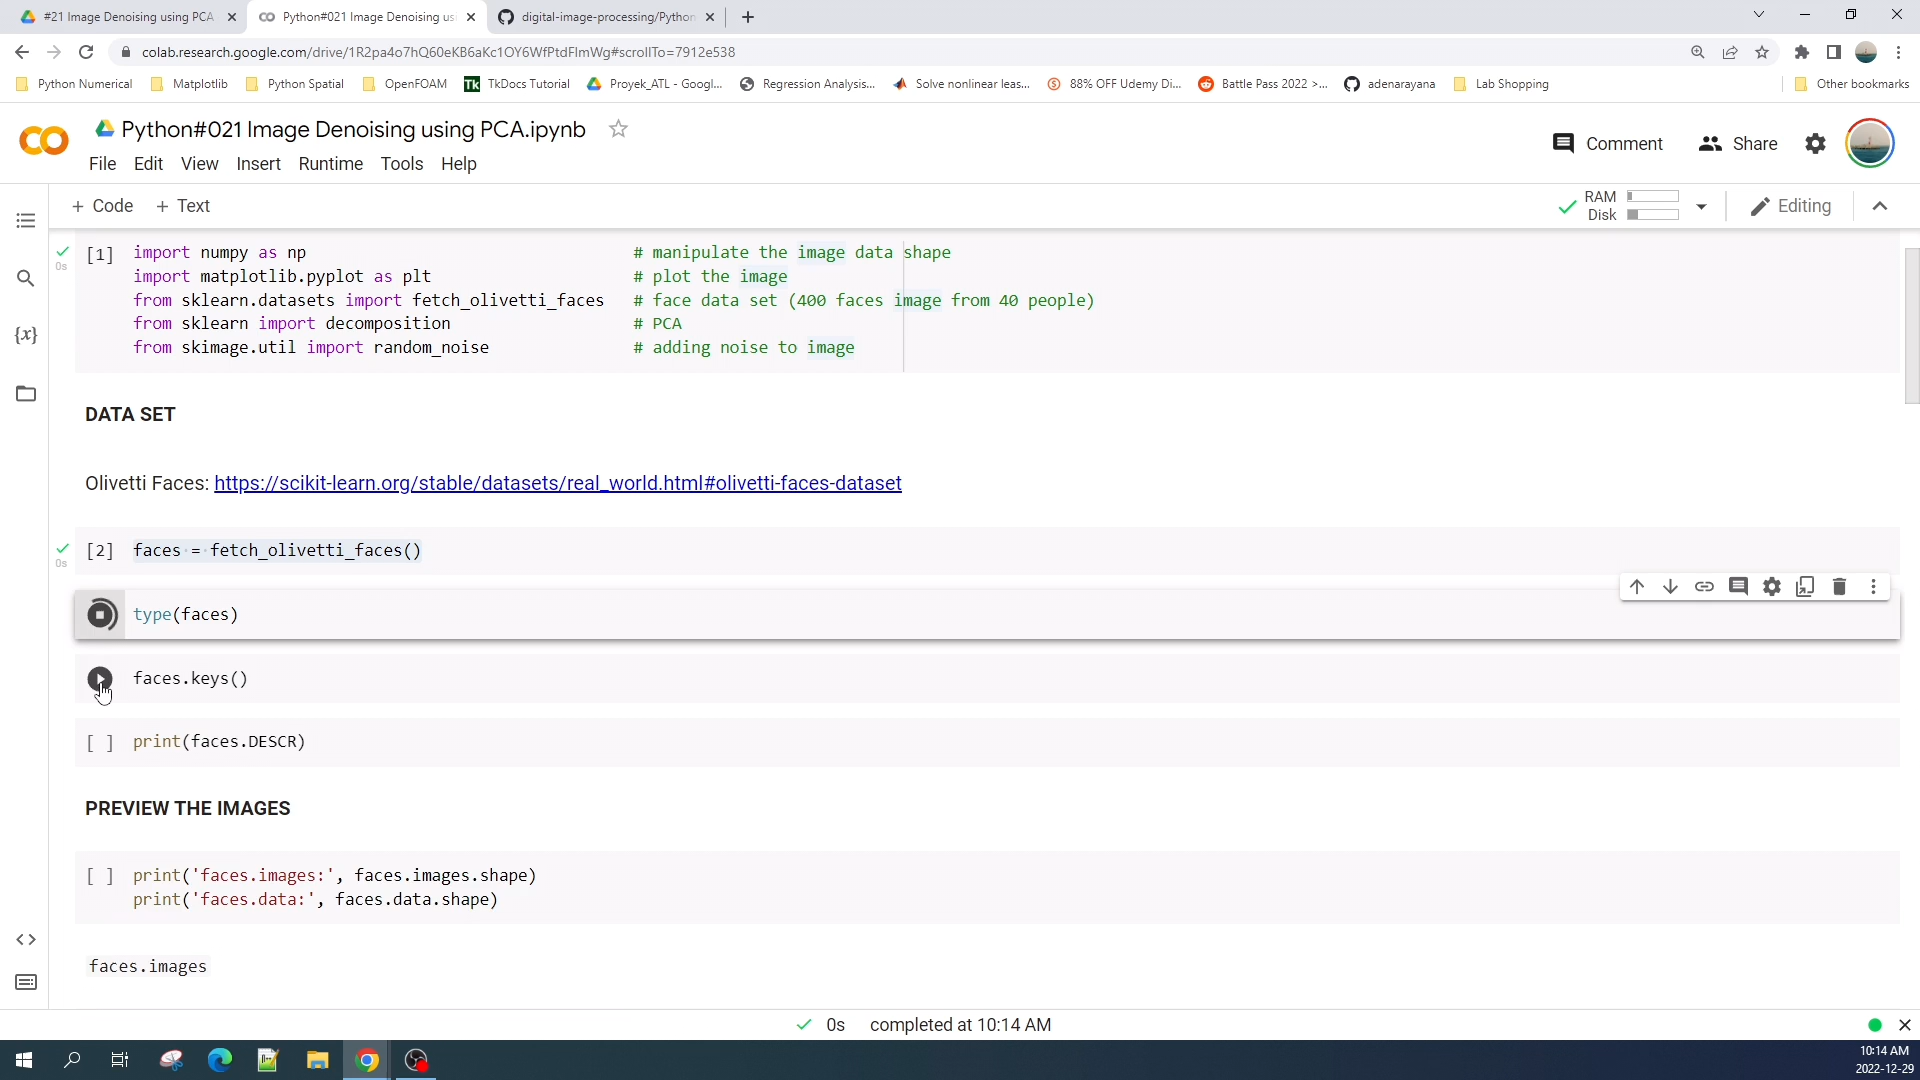 #21 Image Denoising using PCA
Python#021 Image Denoising us
digital-image-processing/Python
colab.research.google.com/drive/1R2pa4o7hQ60eKB6aKc1OY6WfPtdFlmWg#scrollTo=7912e538
Python Numerical
Matplotlib
Python Spatial
OpenFOAM
Tk
TkDocs Tutorial
Proyek_ATL - Googl...
Regression Analysis...
Solve nonlinear leas...
88% OFF Udemy Di...
Battle Pass 2022 >...
adenarayana
Lab Shopping
Other bookmarks
Python#021 Image Denoising using PCA.ipynb
File Edit View Insert Runtime Tools Help
Comment
Share
+ Code + Text
RAM
Disk
Editing
[1] import numpy as np # manipulate the image data shape
import matplotlib.pyplot as plt # plot the image
from sklearn.datasets import fetch_olivetti_faces # face data set (400 faces image from 40 people)
from sklearn import decomposition # PCA
from skimage.util import random_noise # adding noise to image
0s
DATA SET
Olivetti Faces: https://scikit-learn.org/stable/datasets/real_world.html#olivetti-faces-dataset
[2] faces = fetch_olivetti_faces()
0s
type(faces)
faces.keys()
[ ] print(faces.DESCR)
PREVIEW THE IMAGES
[ ] print('faces.images:', faces.images.shape)
print('faces.data:', faces.data.shape)
faces.images
{x}
<>
0s completed at 10:14 AM
10:14 AM
2022-12-29